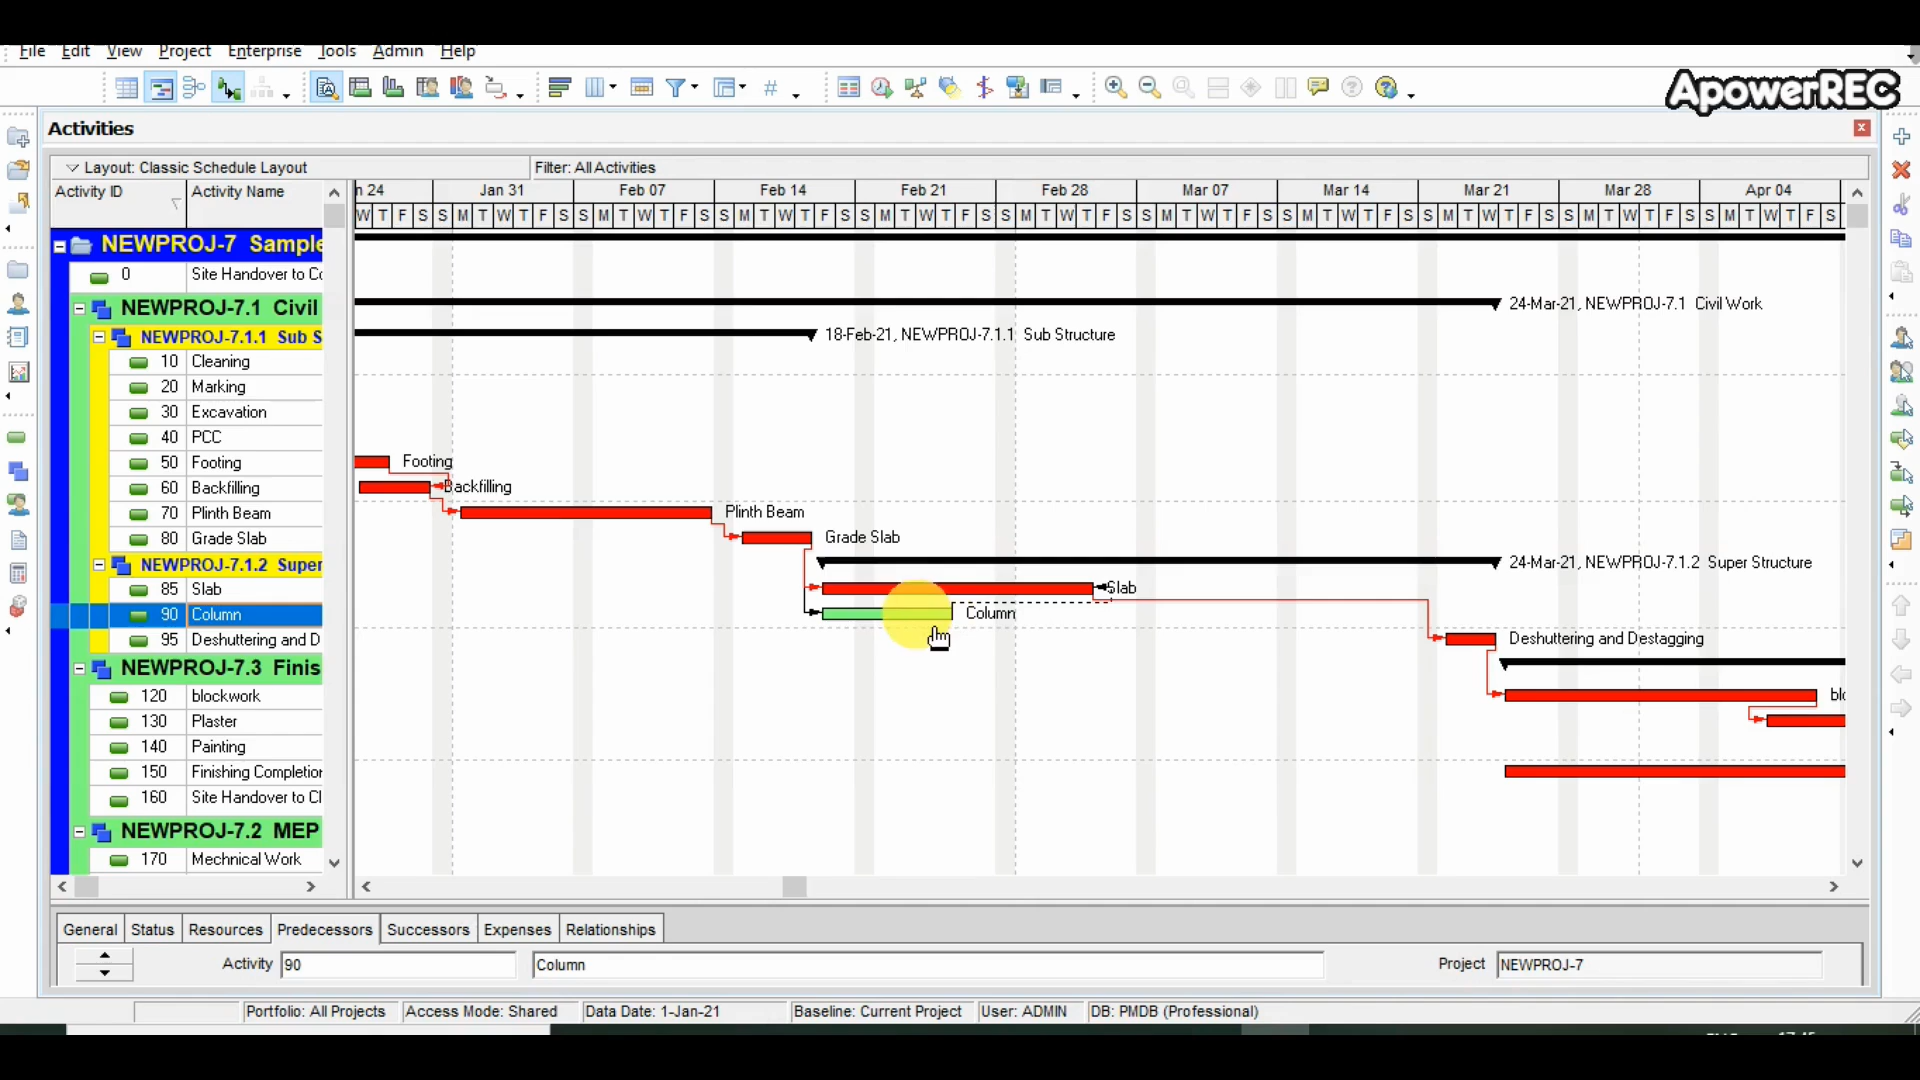 File Edit View Project Enterprise Tools Admin Help
ApowerREC
Activities
Layout: Classic Schedule Layout Filter: All Activities
Activity ID Activity Name
n 24 Jan 31 Feb 07 Feb 14 Feb 21 Feb 28 Mar 07 Mar 14 Mar 21 Mar 28 Apr 04
W T F S S M T W T F S S M T W T F S S M T W T F S S M T W T F S S M T W T F S S M T W T F S S M T W T F S S M T W T F S S M T W T F S S M T W T F S
NEWPROJ-7 Sample
0 Site Handover to Co
NEWPROJ-7.1 Civil 24-Mar-21, NEWPROJ-7.1 Civil Work
NEWPROJ-7.1.1 Sub S 18-Feb-21, NEWPROJ-7.1.1 Sub Structure
10 Cleaning
20 Marking
30 Excavation
40 PCC
50 Footing Footing
60 Backfilling Backfilling
70 Plinth Beam Plinth Beam
80 Grade Slab Grade Slab
NEWPROJ-7.1.2 Super 24-Mar-21, NEWPROJ-7.1.2 Super Structure
85 Slab Slab
90 Column Column
95 Deshuttering and D Deshuttering and Destagging
NEWPROJ-7.3 Finis
120 blockwork blo
130 Plaster
140 Painting
150 Finishing Completion
160 Site Handover to Cl
NEWPROJ-7.2 MEP
170 Mechnical Work
General Status Resources Predecessors Successors Expenses Relationships
Activity 90 Column Project NEWPROJ-7
Portfolio: All Projects Access Mode: Shared Data Date: 1-Jan-21 Baseline: Current Project User: ADMIN DB: PMDB (Professional)